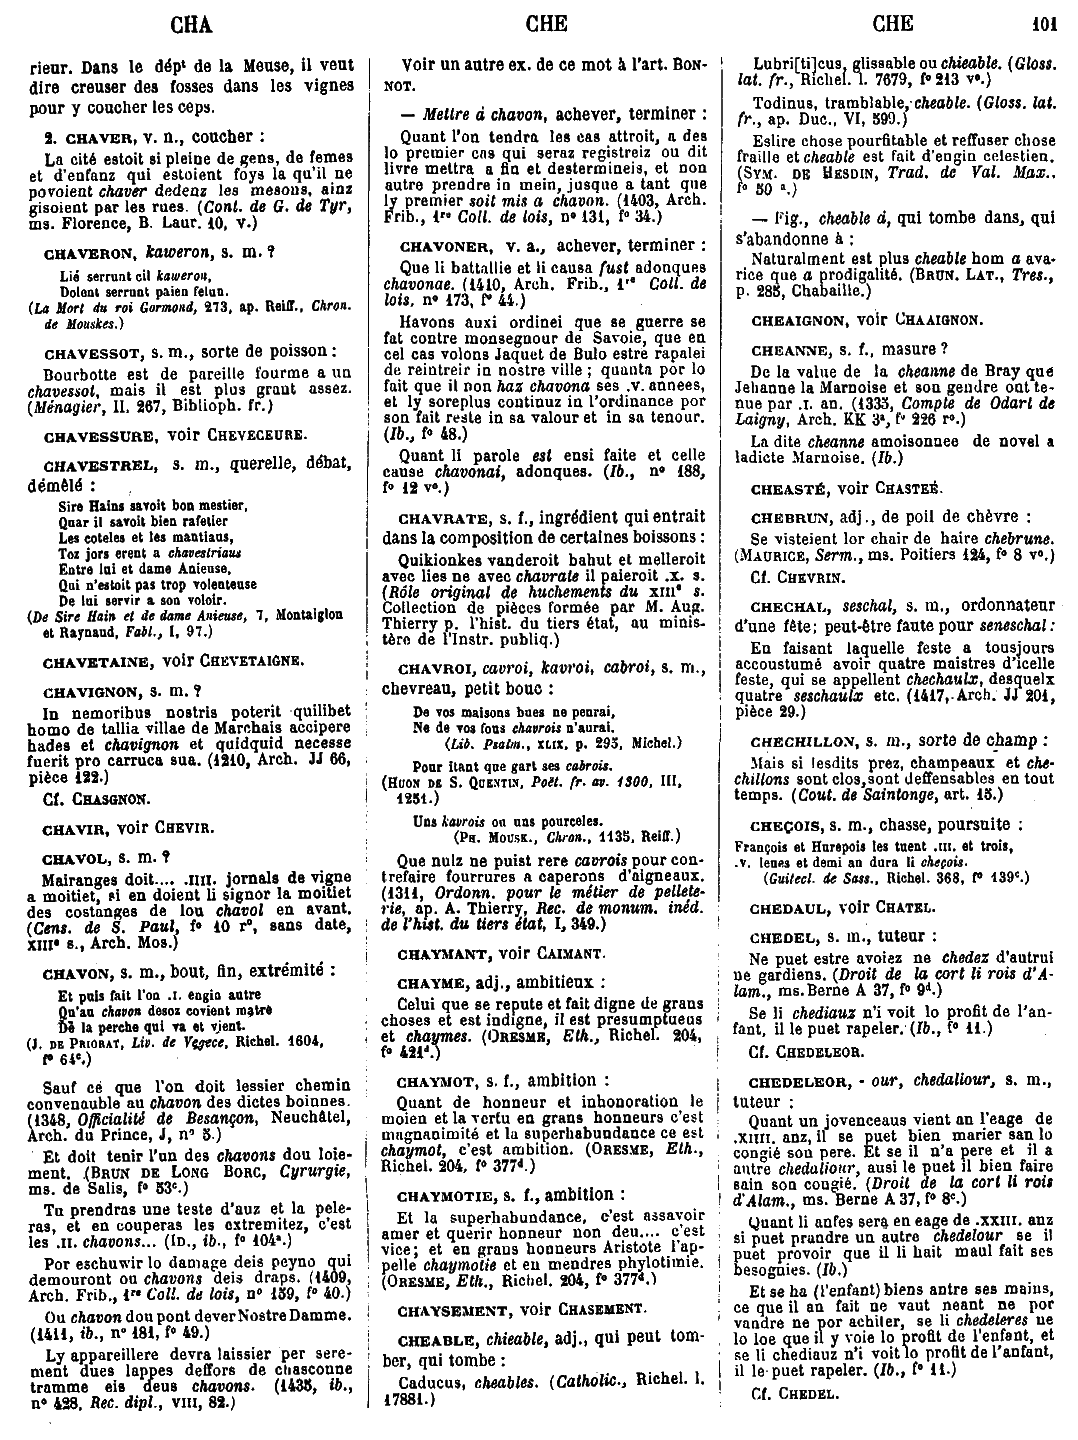 CHA
CHE
CHE
101
rieur. Dans le dépt de la Meuse, il veut
dire creuser des fosses dans les vignes
pour y coucher les ceps.
2. CHAVER, v. n., coucher :
La cité estoit si pleine de gens, de femes
et d'enfanz qui estoient foys la qu'il ne
povoient chaver dedenz les mesons, ainz
gisoient par les rues. (Cont. de G. de Tyr,
ms. Florence, B. Laur. 10, v.)
CHAVERON, kaweron, s. m. ?
Lié serrunt cil kaweron,
Dolent serrunt paien felun.
(La Mort du roi Gormond, 273, ap. Reiff., Chron.
de Mouskes.)
CHAVESSOT, s. m., sorte de poisson :
Bourbotte est de pareille fourme a un
chavessot, mais il est plus grant assez.
(Ménagier, II. 267, Biblioph. fr.)
CHAVESSURE, voir CHEVECEURE.
CHAVESTREL, s. m., querelle, débat,
démêlé :
Sire Hains savoit bon mestier,
Quar il savoit bien rafetier
Les coteles et les mantiaus,
Toz jors erent a chavestriaus
Entre lui et dame Anieuse,
Qui n'estoit pas trop volenteuse
De lui servir a son voloir.
(De Sire Hain et de dame Anieuse, 7, Montaiglon
et Raynaud, Fabl., I, 97.)
CHAVETAINE, voir CHEVETAIGNE.
CHAVIGNON, s. m. ?
In nemoribus nostris poterit quilibet
homo de tallia villae de Marchais accipere
hades et chavignon et quidquid necesse
fuerit pro carruca sua. (1210, Arch. JJ 66,
pièce 122.)
Cf. CHASGNON.
CHAVIR, voir CHEVIR.
CHAVOL, s. m. ?
Mairanges doit.... .IIII. jornals de vigne
a moitiet, si en doient li signor la moitiet
des costanges de lou chavol en avant.
(Cens. de S. Paul, fo 10 ro, sans date,
XIIIe s., Arch. Mos.)
CHAVON, s. m., bout, fin, extrémité :
Et puis fait l'on .I. engin autre
Qu'au chavon desoz covient matre
De la perche qui va et vient.
(J. DE PRIORAT, Liv. de Vegece, Richel. 1604,
fo 64c.)
Sauf ce que l'on doit lessier chemin
convenauble au chavon des dictes boinnes.
(1348, Officialité de Besançon, Neuchâtel,
Arch. du Prince, J, no 5.)
Et doit tenir l'un des chavons dou loie-
ment. (BRUN DE LONG BORC, Cyrurgie,
ms. de Salis, fo 53c.)
Tu prendras une teste d'auz et la pele-
ras, et en couperas les extremitez, c'est
les .II. chavons... (ID., ib., fo 104a.)
Por eschuwir lo damage deis peyno qui
demouront ou chavons deis draps. (1409,
Arch. Frib., 1re Coll. de lois, no 159, fo 40.)
Ou chavon dou pont dever Nostre Damme.
(1411, ib., no 181, fo 49.)
Ly appareillere devra laissier per sere-
ment dues lappes deffors de chasconne
tramme eis deus chavons. (1435, ib.,
no 428, Rec. dipl., VIII, 82.)
Voir un autre ex. de ce mot à l'art. BON-
NOT.
— Mettre a chavon, achever, terminer :
Quant l'on tendra les cas attroit, a des
lo premier cas qui seraz registreiz ou dit
livre mettra a fin et destermineis, et non
autre prendre in mein, jusque a tant que
ly premier soit mis a chavon. (1403, Arch.
Frib., 1re Coll. de lois, no 131, fo 34.)
CHAVONER, v. a., achever, terminer :
Que li battallie et li causa fust adonques
chavonae. (1410, Arch. Frib., 1re Coll. de
lois, no 173, fo 44.)
Havons auxi ordinei que se guerre se
fat contre monsegnour de Savoie, que en
cel cas volons Jaquet de Bulo estre rapalei
de reintreir in nostre ville ; quanta por lo
fait que il non haz chavona ses .v. annees,
et ly soreplus continuz in l'ordinance por
son fait reste in sa valour et in sa tenour.
(Ib., fo 48.)
Quant li parole est ensi faite et celle
cause chavonai, adonques. (Ib., no 188,
fo 12 vo.)
CHAVRATE, s. f., ingrédient qui entrait
dans la composition de certaines boissons :
Quikionkes vanderoit bahut et melleroit
avec lies ne avec chavrate il paieroit .x. s.
(Rôle original de huchements du XIIIe s.
Collection de pièces formée par M. Aug.
Thierry p. l'hist. du tiers état, au minis-
tère de l'Instr. publiq.)
CHAVROI, cavroi, kavroi, cabroi, s. m.,
chevreau, petit bouc :
De vos maisons bues ne penrai,
Ne de vos fous chavrois n'aurai.
(Lib. Psalm., XLIX, p. 293, Michel.)
Pour itant que gart ses cabrois.
(HUON DE S. QUENTIN, Poët. fr. av. 1300, III,
1251.)
Uns kavrois ou uns pourceles.
(PH. MOUSK., Chron., 1135, Reiff.)
Que nulz ne puist rere cavrois pour con-
trefaire fourrures a caperons d'aigneaux.
(1311, Ordonn. pour le métier de pellete-
rie, ap. A. Thierry, Rec. de monum. inéd.
de l'hist. du tiers état, I, 349.)
CHAYMANT, voir CAIMANT.
CHAYME, adj., ambitieux :
Celui que se repute et fait digne de grans
choses et est indigne, il est presumptueus
et chaymes. (ORESME, Eth., Richel. 204,
fo 421d.)
CHAYMOT, s. f., ambition :
Quant de honneur et inhonoration le
moien et la vertu en grans honneurs c'est
magnanimité et la superhabundance ce est
chaymot, c'est ambition. (ORESME, Eth.,
Richel. 204, fo 377d.)
CHAYMOTIE, s. f., ambition :
Et la superhabundance, c'est assavoir
amer et querir honneur non deu.... c'est
vice ; et en grans honneurs Aristote l'ap-
pelle chaymotie et en mendres phylotimie.
(ORESME, Eth., Richel. 204, fo 377d.)
CHAYSEMENT, voir CHASEMENT.
CHEABLE, chieable, adj., qui peut tom-
ber, qui tombe :
Caducus, cheables. (Catholic., Richel. l.
17881.)
Lubri[ti]cus, glissable ou chieable. (Gloss.
lat. fr., Richel. l. 7679, fo 213 vo.)
Todinus, tramblable, cheable. (Gloss. lat.
fr., ap. Duc., VI, 599.)
Eslire chose pourfitable et reffuser chose
fraille et cheable est fait d'engin celestien.
(SYM. DE HESDIN, Trad. de Val. Max.,
fo 50 a.)
— Fig., cheable a, qui tombe dans, qui
s'abandonne à :
Naturalment est plus cheable hom a ava-
rice que a prodigalité. (BRUN. LAT., Tres.,
p. 285, Chabaille.)
CHEAIGNON, voir CHAAIGNON.
CHEANNE, s. f., masure ?
De la value de la cheanne de Bray que
Jehanne la Marnoise et son gendre ont te-
nue par .I. an. (1333, Compte de Odart de
Laigny, Arch. KK 3a, fo 226 ro.)
La dite cheanne amoisonnee de novel a
ladicte Marnoise. (Ib.)
CHEASTÉ, voir CHASTEÉ.
CHEBRUN, adj., de poil de chèvre :
Se visteient lor chair de haire chebrune.
(MAURICE, Serm., ms. Poitiers 124, fo 8 vo.)
Cf. CHEVRIN.
CHECHAL, seschal, s. m., ordonnateur
d'une fête ; peut-être faute pour seneschal :
En faisant laquelle feste a tousjours
accoustumé avoir quatre maistres d'icelle
feste, qui se appellent chechaulx, desquelx
quatre seschaulx etc. (1417, Arch. JJ 201,
pièce 29.)
CHECHILLON, s. m., sorte de champ :
Mais si lesdits prez, champeaux et che-
chillons sont clos, sont deffensables en tout
temps. (Cout. de Saintonge, art. 15.)
CHEÇOIS, s. m., chasse, poursuite :
François et Hurepois les tuent .III. et trois,
.V. leues et demi an dura li cheçois.
(Guitecl. de Sass., Richel. 368, fo 139c.)
CHEDAUL, voir CHATEL.
CHEDEL, s. m., tuteur :
Ne puet estre avoiez ne chedez d'autrui
ne gardiens. (Droit de la cort li rois d'A-
lam., ms. Berne A 37, fo 9d.)
Se li chediauz n'i voit lo profit de l'an-
fant, il le puet rapeler. (Ib., fo 11.)
Cf. CHEDELEOR.
CHEDELEOR, - our, chedaliour, s. m.,
tuteur :
Quant un jovenceaus vient an l'eage de
.XIIII. anz, il se puet bien marier san lo
congié son pere. Et se il n'a pere et il a
autre chedaliour, ausi le puet il bien faire
sain son congié. (Droit de la cort li rois
d'Alam., ms. Berne A 37, fo 8c.)
Quant li anfes sera en eage de .XXIII. anz
si puet prandre un autre chedelour se il
puet provoir que il li hait maul fait ses
besognies. (Ib.)
Et se ha (l'enfant) biens antre ses mains,
ce que il an fait ne vaut neant ne por
vandre ne por achiter, se li chedeleres ne
lo loe que il y voie lo profit de l'enfant, et
se li chediauz n'i voit lo profit de l'anfant,
il le puet rapeler. (Ib., fo 11.)
Cf. CHEDEL.